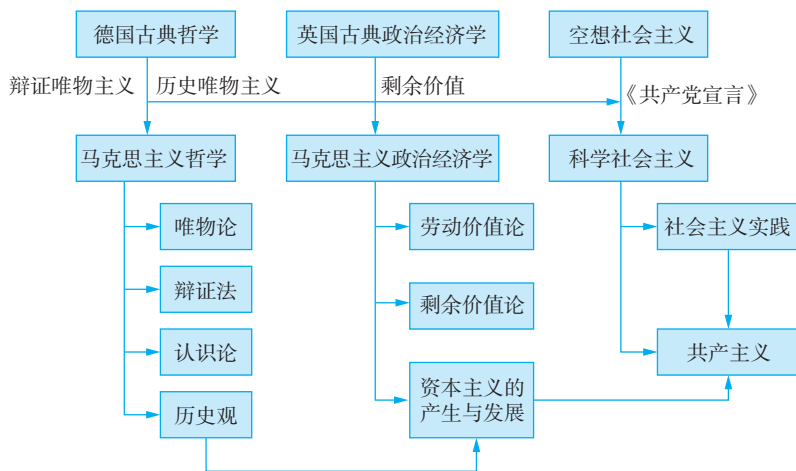 德国古典哲学
英国古典政治经济学
空想社会主义
辩证唯物主义
历史唯物主义
剩余价值
《共产党宣言》
马克思主义哲学
马克思主义政治经济学
科学社会主义
唯物论
劳动价值论
社会主义实践
辩证法
剩余价值论
认识论
共产主义
历史观
资本主义的
产生与发展